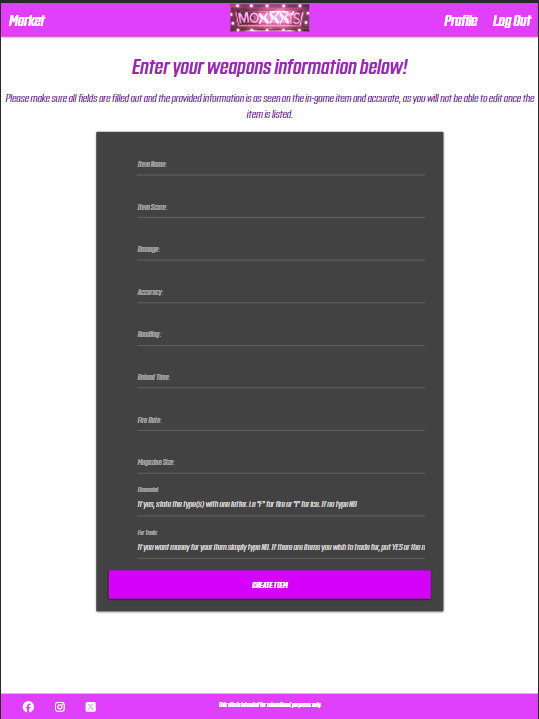 Market
MOXXXY'S
Profile
Log Out
Enter your weapons information below!
Please make sure all fields are filled out and the provided information is as seen on the in-game item and accurate, as you will not be able to edit once the
item is listed.
Item Name:
Item Score:
Damage:
Accuracy:
Handling:
Reload Time:
Fire Rate:
Magazine Size:
Elemental:
If yes, state the type(s) with one letter. I.e "F" for fire or "I" for ice. If no type NO
For Trade:
If you want money for your item simply type NO. If there are items you wish to trade for, put YES or the n
CREATE ITEM
This site is intended for educational purposes only.